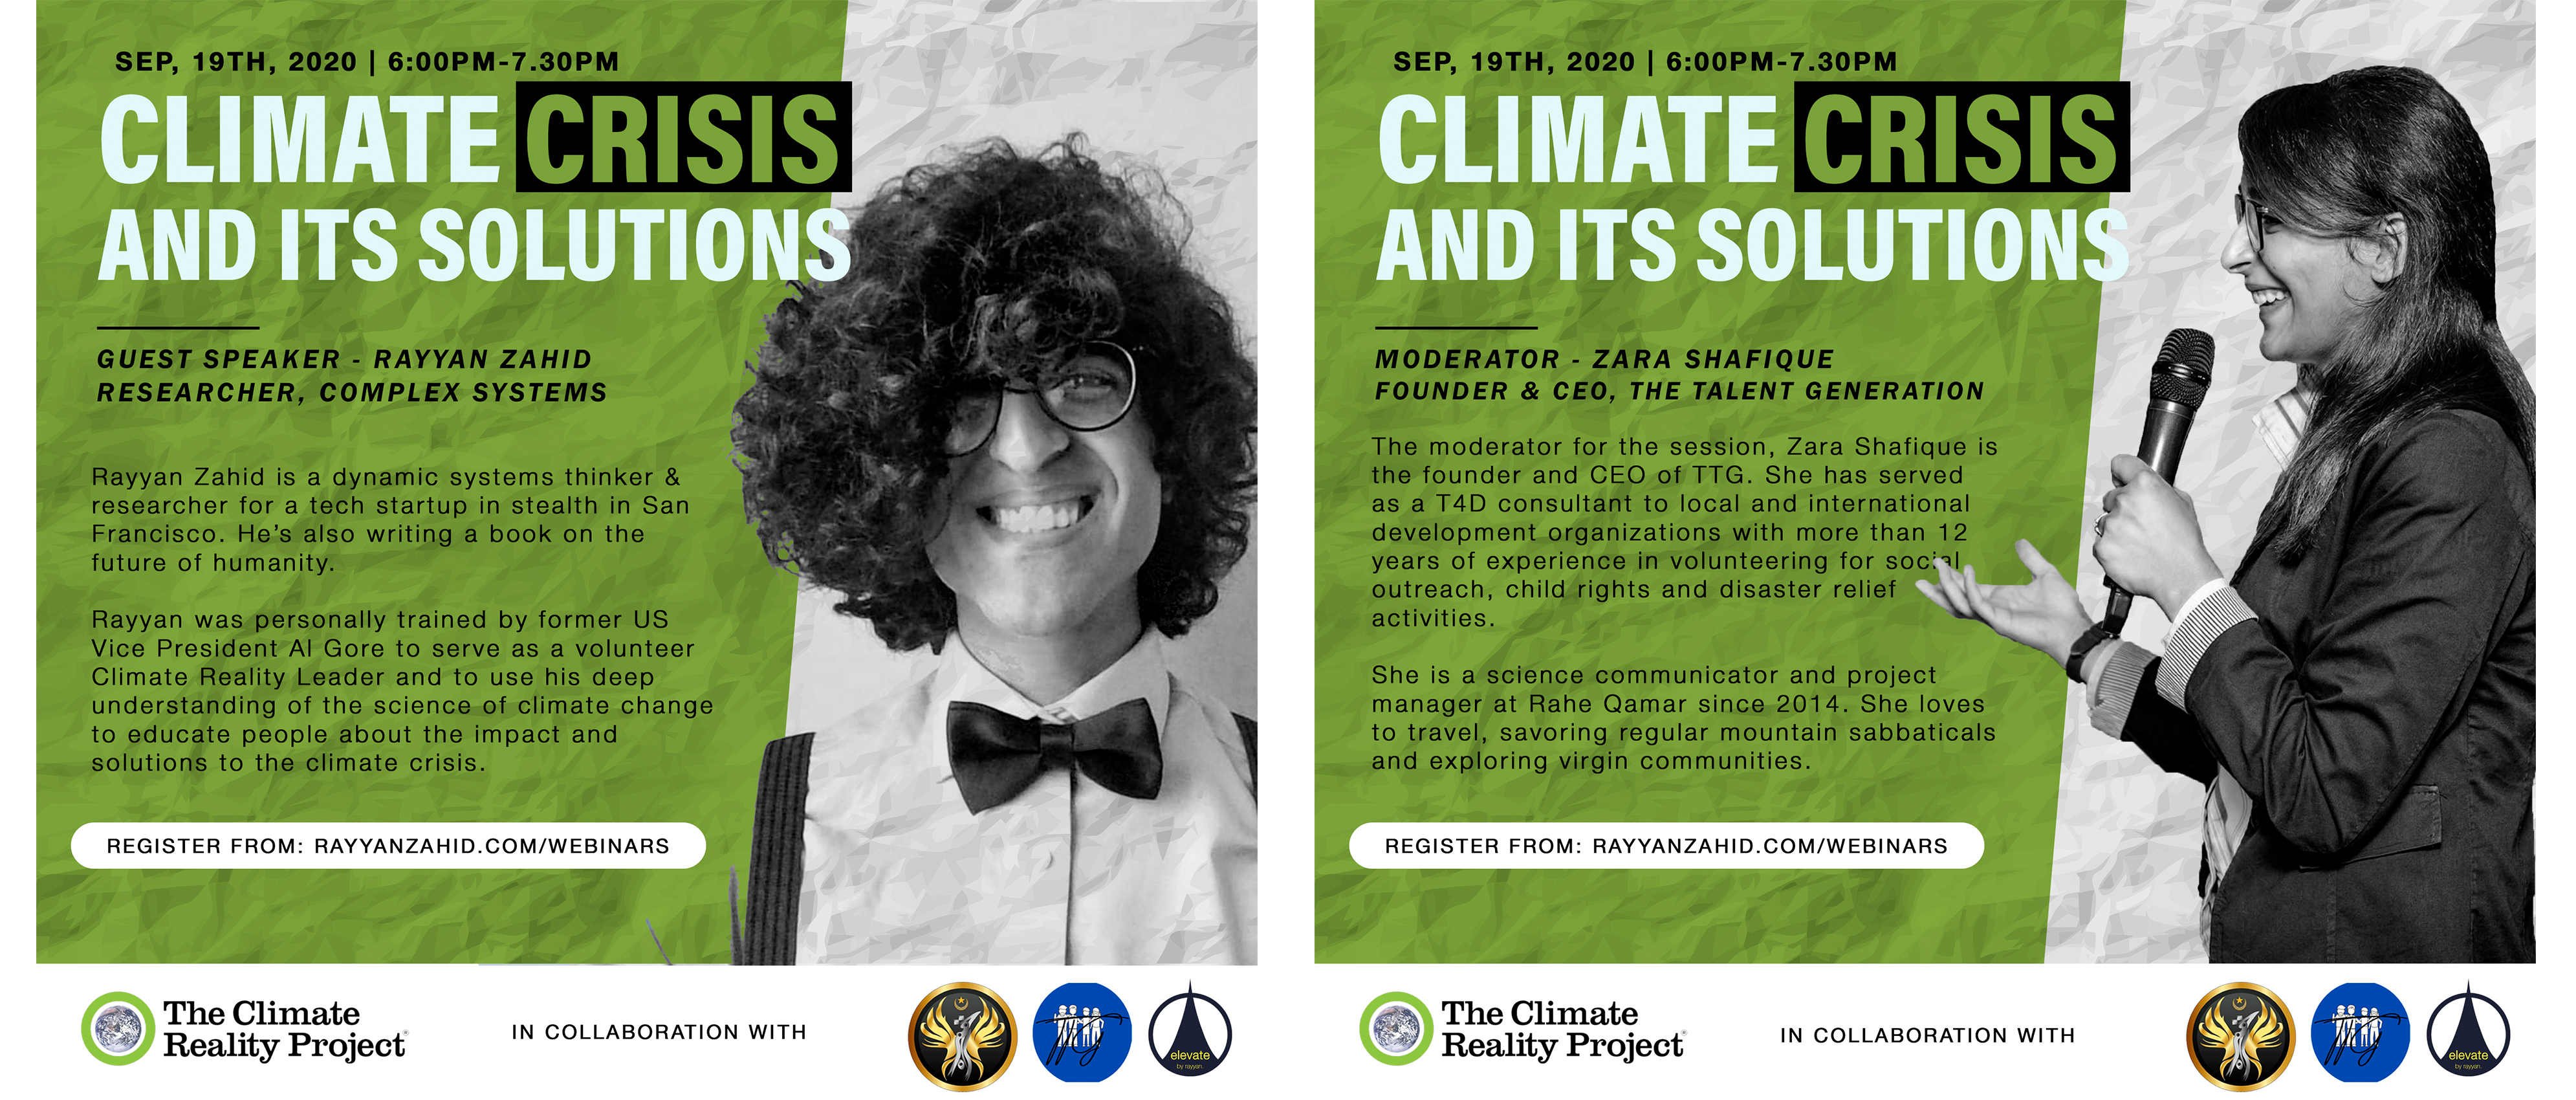 SEP, 19TH, 2020 | 6:00PM-7.30PM
CLIMATE CRISIS
AND ITS SOLUTIONS
GUEST SPEAKER - RAYYAN ZAHID
RESEARCHER, COMPLEX SYSTEMS
Rayyan Zahid is a dynamic systems thinker &
researcher for a tech startup in stealth in San
Francisco. He's also writing a book on the
future of humanity.
Rayyan was personally trained by former US
Vice President Al Gore to serve as a volunteer
Climate Reality Leader and to use his deep
understanding of the science of climate change
to educate people about the impact and
solutions to the climate crisis.
REGISTER FROM: RAYYANZAHID.COM/WEBINARS
The Climate
Reality Project
IN COLLABORATION WITH
TTG
elevate
by rayyan.
SEP, 19TH, 2020 | 6:00PM-7.30PM
CLIMATE CRISIS
AND ITS SOLUTIONS
MODERATOR - ZARA SHAFIQUE
FOUNDER & CEO, THE TALENT GENERATION
The moderator for the session, Zara Shafique is
the founder and CEO of TTG. She has served
as a T4D consultant to local and international
development organizations with more than 12
years of experience in volunteering for social
outreach, child rights and disaster relief
activities.
She is a science communicator and project
manager at Rahe Qamar since 2014. She loves
to travel, savoring regular mountain sabbaticals
and exploring virgin communities.
REGISTER FROM: RAYYANZAHID.COM/WEBINARS
The Climate
Reality Project
IN COLLABORATION WITH
TTG
elevate
by rayyan.